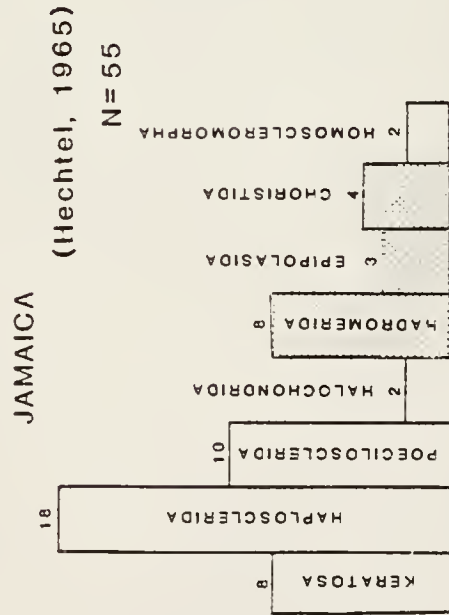 JAMAICA
(Hechtel, 1965)
N=55
8
KERATOSA
18
HAPLOSCLERIDA
10
POECILOSCLERIDA
2
HALOCHONDRIDA
8
HADROMERIDA
3
EPIPOLASIDA
4
CHORISTIDA
2
HOMOSCLEROMORPHA